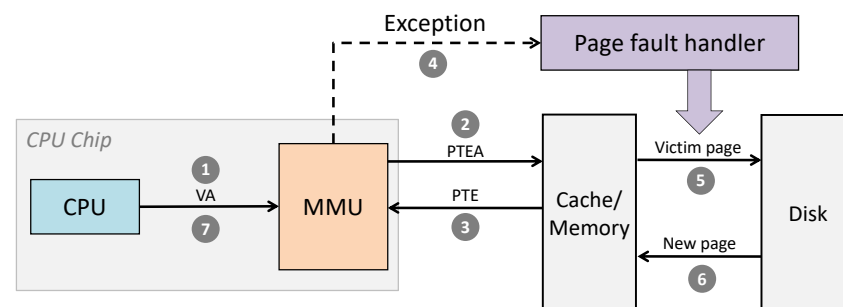 Exception
4
Page fault handler
CPU Chip
2
PTEA
Victim page
5
1
VA
7
CPU
MMU
PTE
3
Cache/
Memory
Disk
New page
6